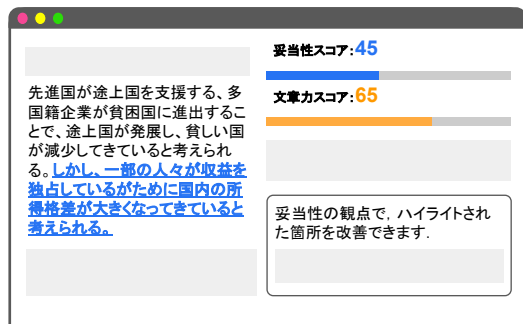 妥当性スコア:45
文章力スコア:65
先進国が途上国を支援する、多
国籍企業が貧困国に進出するこ
とで、途上国が発展し、貧しい国
が減少してきていると考えられ
る。しかし、一部の人々が収益を
独占しているがために国内の所
得格差が大きくなってきていると
考えられる。
妥当性の観点で, ハイライトされ
た箇所を改善できます.